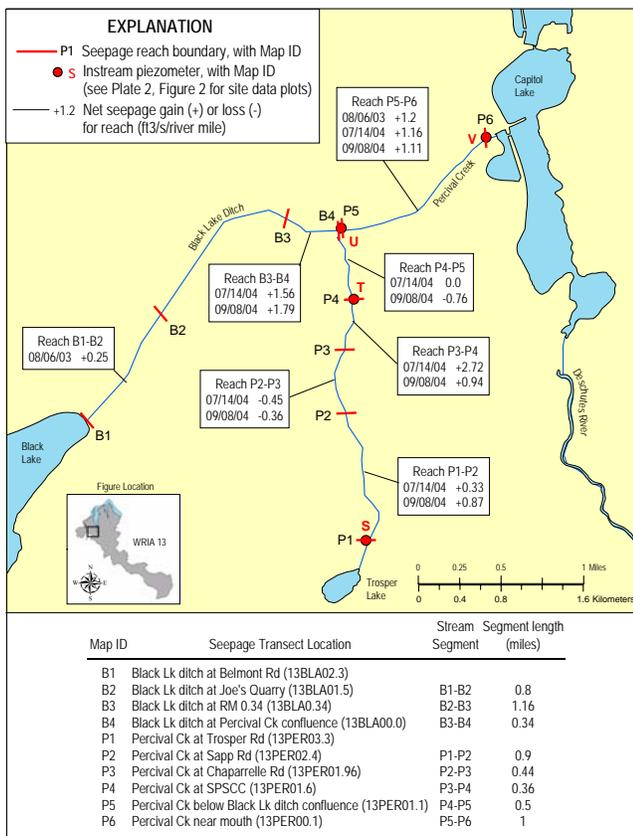 EXPLANATION
P1 Seepage reach boundary, with Map ID
S Instream piezometer, with Map ID
(see Plate 2, Figure 2 for site data plots)
+1.2 Net seepage gain (+) or loss (-)
for reach (ft3/s/river mile)
Capitol
Lake
Reach P5-P6
08/06/03 +1.2
07/14/04 +1.16
09/08/04 +1.11
P6
V
Percival Creek
Black Lake Ditch
B3
B4 P5
U
Reach B3-B4
07/14/04 +1.56
09/08/04 +1.79
Reach P4-P5
07/14/04 0.0
09/08/04 -0.76
T
P4
B2
Reach B1-B2
08/06/03 +0.25
P3
Reach P3-P4
07/14/04 +2.72
09/08/04 +0.94
Reach P2-P3
07/14/04 -0.45
09/08/04 -0.36
P2
Deschutes River
B1
Black
Lake
Reach P1-P2
07/14/04 +0.33
09/08/04 +0.87
Figure Location
WRIA 13
N
W E
S
S
P1
Trosper
Lake
0 0.5 1 Miles
0 0.4 0.8 1.6 Kilometers
Map ID Seepage Transect Location Stream Segment Segment length (miles)
B1 Black Lk ditch at Belmont Rd (13BLA02.3)
B2 Black Lk ditch at Joe's Quarry (13BLA01.5) B1-B2 0.8
B3 Black Lk ditch at RM 0.34 (13BLA0.34) B2-B3 1.16
B4 Black Lk ditch at Percival Ck confluence (13BLA00.0) B3-B4 0.34
P1 Percival Ck at Trosper Rd (13PER03.3)
P2 Percival Ck at Sapp Rd (13PER02.4) P1-P2 0.9
P3 Percival Ck at Chaparrelle Rd (13PER01.96) P2-P3 0.44
P4 Percival Ck at SPSCC (13PER01.6) P3-P4 0.36
P5 Percival Ck below Black Lk ditch confluence (13PER01.1) P4-P5 0.5
P6 Percival Ck near mouth (13PER00.1) P5-P6 1